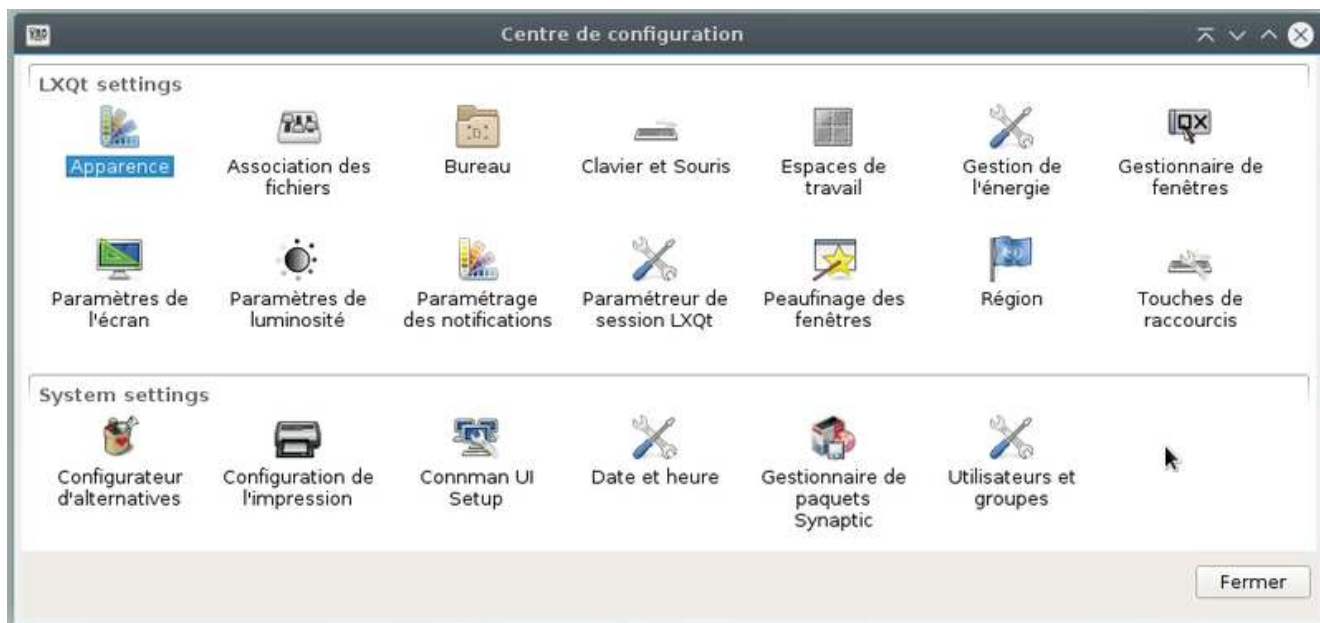 Centre de configuration
LXQt settings
Apparence
Association des
fichiers
Bureau
Clavier et Souris
Espaces de
travail
Gestion de
l'énergie
Gestionnaire de
fenêtres
Paramètres de
l'écran
Paramètres de
luminosité
Paramétrage
des notifications
Paramétreur de
session LXQt
Peaufinage des
fenêtres
Région
Touches de
raccourcis
System settings
Configurateur
d'alternatives
Configuration de
l'impression
Connman UI
Setup
Date et heure
Gestionnaire de
paquets
Synaptic
Utilisateurs et
groupes
Fermer